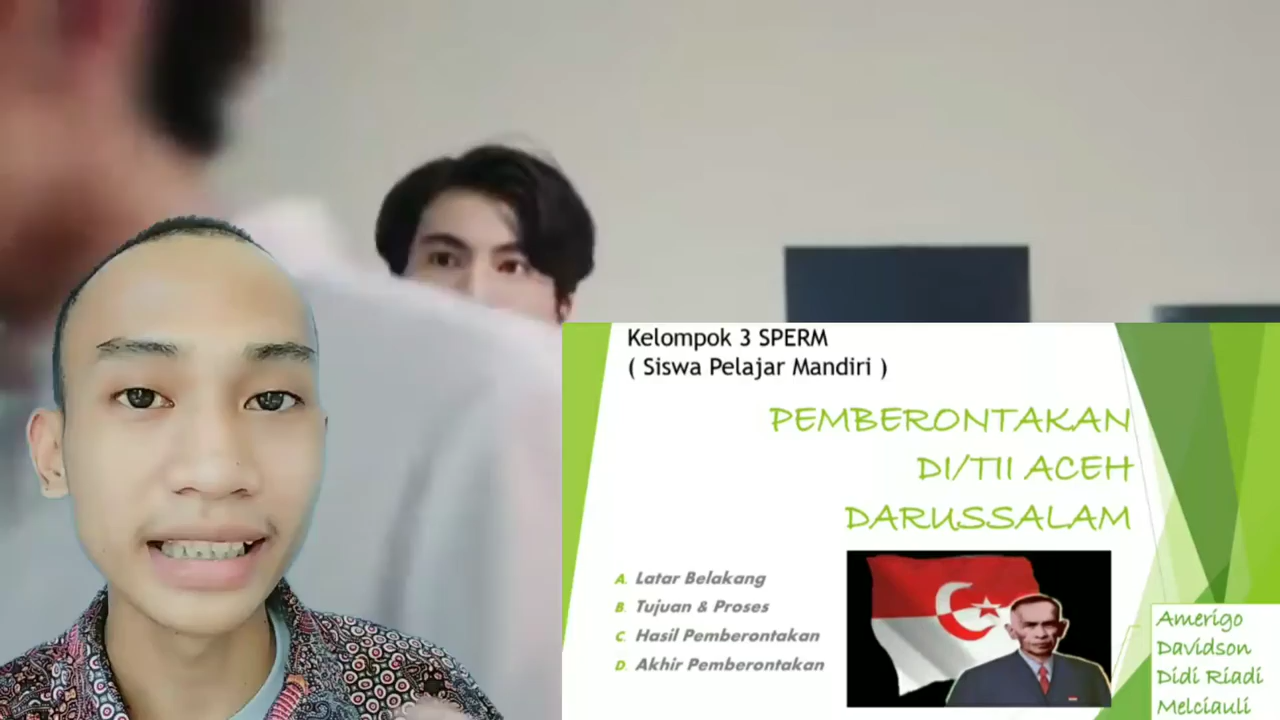 Kelompok 3 SPERM
( Siswa Pelajar Mandiri )
PEMBERONTAKAN
DI/TII ACEH
DARUSSALAM
A. Latar Belakang
B. Tujuan & Proses
C. Hasil Pemberontakan
D. Akhir Pemberontakan
Amerigo
Davidson
Didi Riadi
Melciauli